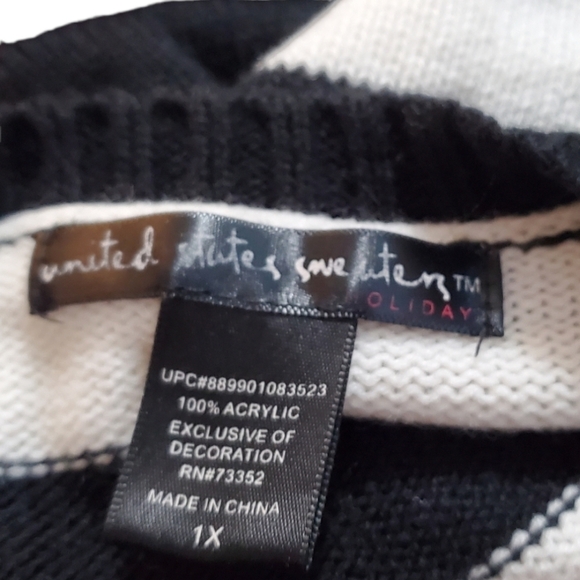 united states sweaters™
OLIDAY
UPC#889901083523
100% ACRYLIC
EXCLUSIVE OF
DECORATION
RN#73352
MADE IN CHINA
1X